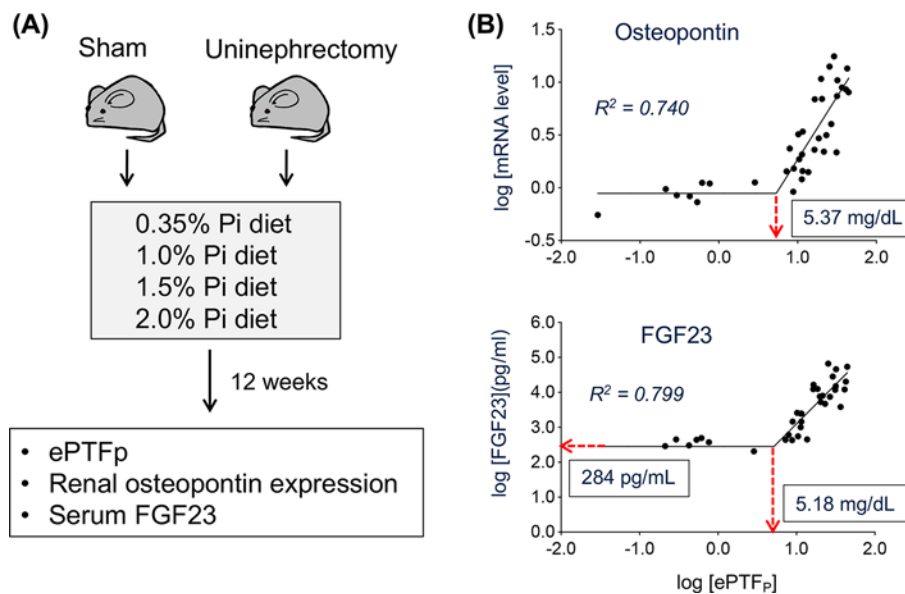 (A)
Sham
Uninephrectomy
0.35% Pi diet
1.0% Pi diet
1.5% Pi diet
2.0% Pi diet
12 weeks
• ePTFp
• Renal osteopontin expression
• Serum FGF23
(B)
Osteopontin
R² = 0.740
log [mRNA level]
1.5
1.0
0.5
0.0
-0.5
-2.0 -1.0 0.0 1.0 2.0
5.37 mg/dL
FGF23
R² = 0.799
log [FGF23](pg/ml)
6.0
5.0
4.0
3.0
2.0
1.0
0.0
284 pg/mL
5.18 mg/dL
-2.0 -1.0 0.0 1.0 2.0
log [ePTFP]